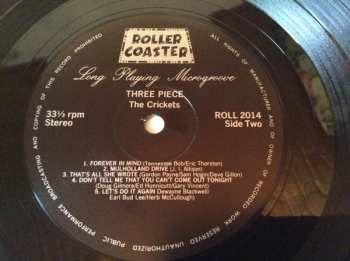 ROLLER
COASTER
Long Playing Microgroove
THREE PIECE
The Crickets
33⅓ rpm
Stereo
ROLL 2014
Side Two
1. FOREVER IN MIND (Tennessee Bob/Eric Thornton)
2. MULHOLLAND DRIVE (J. I. Allison)
3. THAT'S ALL SHE WROTE (Gordon Payne/Sam Hogin/Dave Gillon)
4. DON'T TELL ME THAT YOU CAN'T COME OUT TONIGHT
(Doug Gilmore/Ed Hunnicutt/Gary Vincent)
5. LET'S DO IT AGAIN (Dewayne Blackwell/
Earl Bud Lee/Herb McCullough)
ALL RIGHTS OF MANUFACTURER AND OF OWNER OF RECORDED WORK RESERVED UNAUTHORIZED PUBLIC PERFORMANCE BROADCASTING AND COPYING OF THIS RECORD PROHIBITED